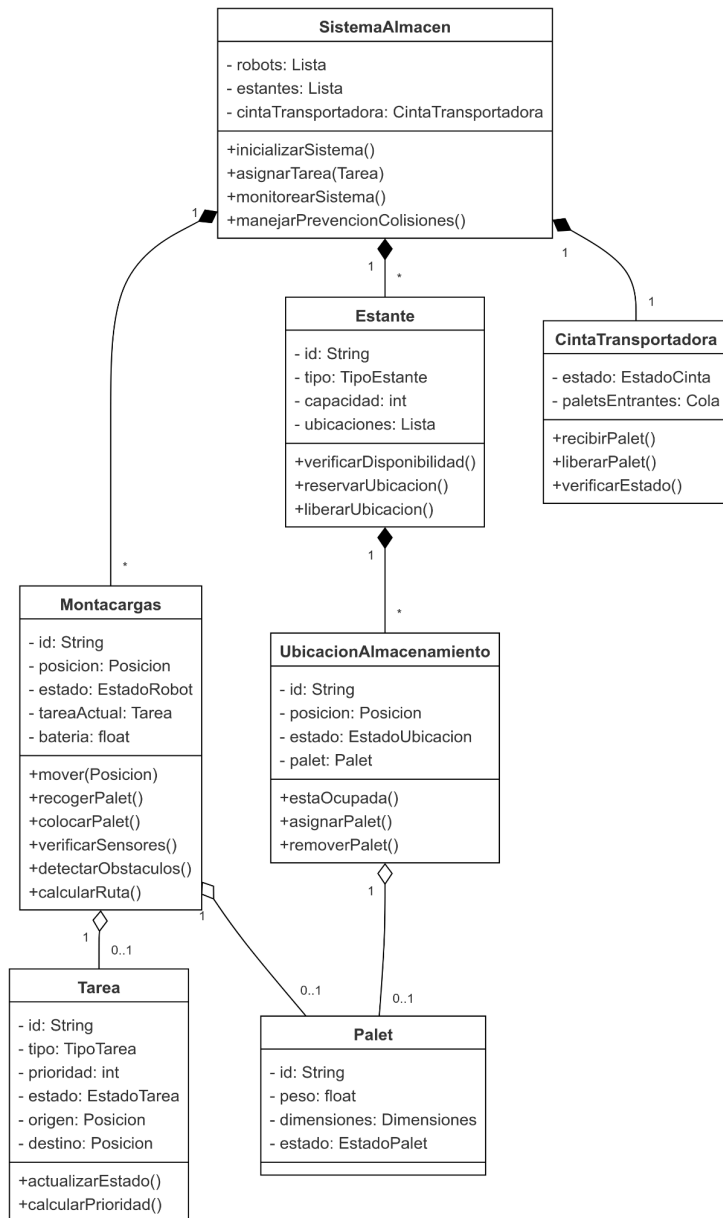 SistemaAlmacen
- robots: Lista
- estantes: Lista
- cintaTransportadora: CintaTransportadora
+inicializarSistema()
+asignarTarea(Tarea)
+monitorearSistema()
+manejarPrevencionColisiones()
1
1
1
*
1
*
Estante
- id: String
- tipo: TipoEstante
- capacidad: int
- ubicaciones: Lista
+verificarDisponibilidad()
+reservarUbicacion()
+liberarUbicacion()
CintaTransportadora
- estado: EstadoCinta
- paletsEntrantes: Cola
+recibirPalet()
+liberarPalet()
+verificarEstado()
1
*
*
Montacargas
- id: String
- posicion: Posicion
- estado: EstadoRobot
- tareaActual: Tarea
- bateria: float
+mover(Posicion)
+recogerPalet()
+colocarPalet()
+verificarSensores()
+detectarObstaculos()
+calcularRuta()
UbicacionAlmacenamiento
- id: String
- posicion: Posicion
- estado: EstadoUbicacion
- palet: Palet
+estaOcupada()
+asignarPalet()
+removerPalet()
1
1
1
0..1
0..1
0..1
Tarea
- id: String
- tipo: TipoTarea
- prioridad: int
- estado: EstadoTarea
- origen: Posicion
- destino: Posicion
+actualizarEstado()
+calcularPrioridad()
Palet
- id: String
- peso: float
- dimensiones: Dimensiones
- estado: EstadoPalet